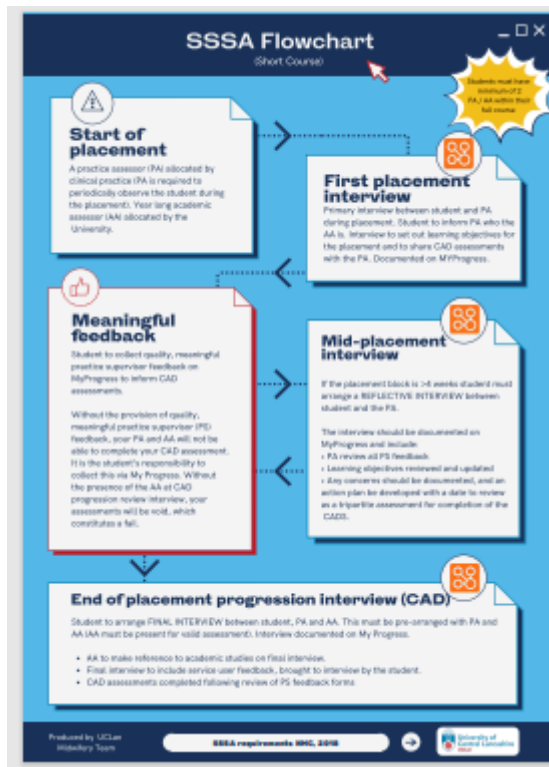 SSSA Flowchart
(Short Course)
Students must have
minimum of 2
PA / AA within their
full course
Start of
placement
A practice assessor (PA) allocated by
clinical practice (PA is required to
periodically observe the student during
the placement). Year long academic
assessor (AA) allocated by the
University.
First placement
interview
Primary interview between student and PA
during placement. Student to inform PA who the
AA is. Interview to set out learning objectives for
the placement and to share CAD assessments
with the PA. Documented on MYProgress.
Meaningful
feedback
Student to collect quality, meaningful
practice supervisor feedback on
MyProgress to inform CAD
assessments.
Without the provision of quality,
meaningful practice supervisor (PS)
feedback, your PA and AA will not be
able to complete your CAD assessment.
It is the student's responsibility to
collect this via My Progress. Without
the presence of the AA at CAD
progression review interview, your
assessments will be void, which
constitutes a fail.
Mid-placement
interview
If the placement block is >4 weeks student must
arrange a REFLECTIVE INTERVIEW between
student and the PA.
The interview should be documented on
MyProgress and include:
• PA review all PS feedback
• Learning objectives reviewed and updated
• Any concerns should be documented, and an
action plan be developed with a date to review
as a tripartite assessment for completion of the
CADS.
End of placement progression interview (CAD)
Student to arrange FINAL INTERVIEW between student, PA and AA. This must be pre-arranged with PA and
AA (AA must be present for valid assessment). Interview documented on My Progress.
• AA to make reference to academic studies on final interview.
• Final interview to include service user feedback, brought to interview by the student.
• CAD assessments completed following review of PS feedback forms
Produced by UCLan
Midwifery Team
SSSA requirements NMC, 2018
University of
Central Lancashire